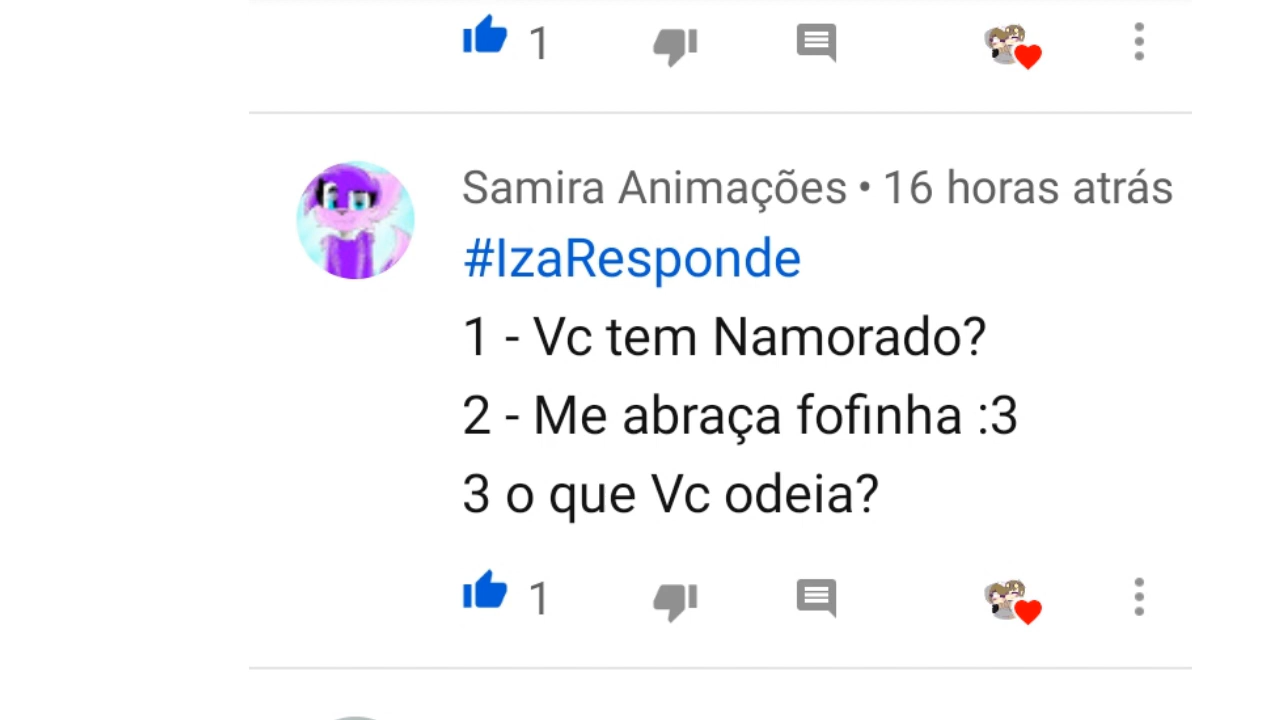 1
Samira Animações • 16 horas atrás
#IzaResponde
1 - Vc tem Namorado?
2 - Me abraça fofinha :3
3 o que Vc odeia?
1